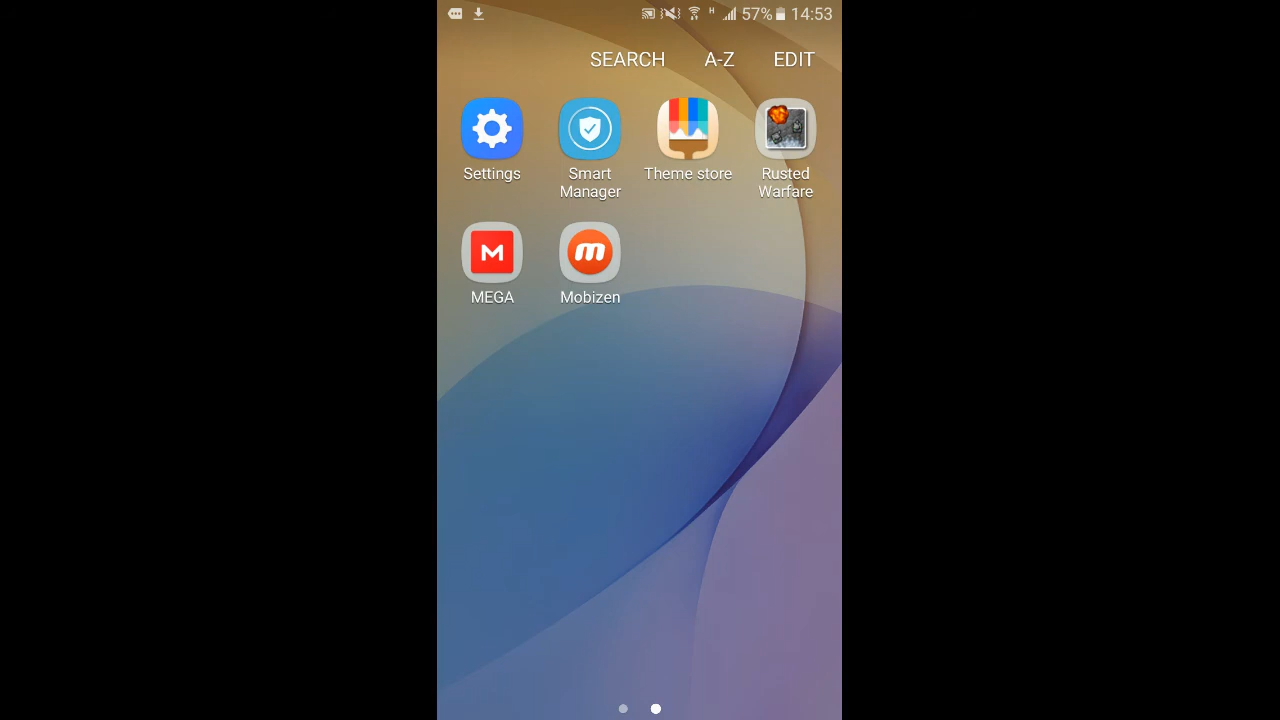 H 57% 14:53
SEARCH A-Z EDIT
Settings
Smart Manager
Theme store
Rusted Warfare
M
MEGA
m
Mobizen